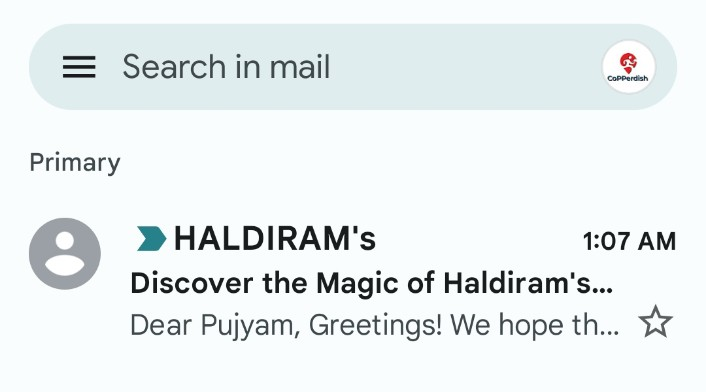 Search in mail
CoPPerdish
Primary
HALDIRAM's 1:07 AM
Discover the Magic of Haldiram's...
Dear Pujyam, Greetings! We hope th...